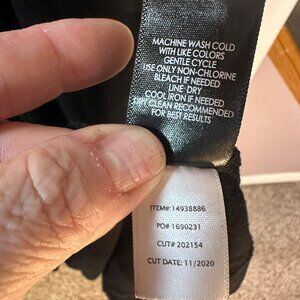 MACHINE WASH COLD
WITH LIKE COLORS
GENTLE CYCLE
USE ONLY NON-CHLORINE
BLEACH IF NEEDED
LINE DRY
COOL IRON IF NEEDED
DRY CLEAN RECOMMENDED
FOR BEST RESULTS
ITEM#: 14938886
PO# 1690231
CUT# 202154
CUT DATE: 11/2020